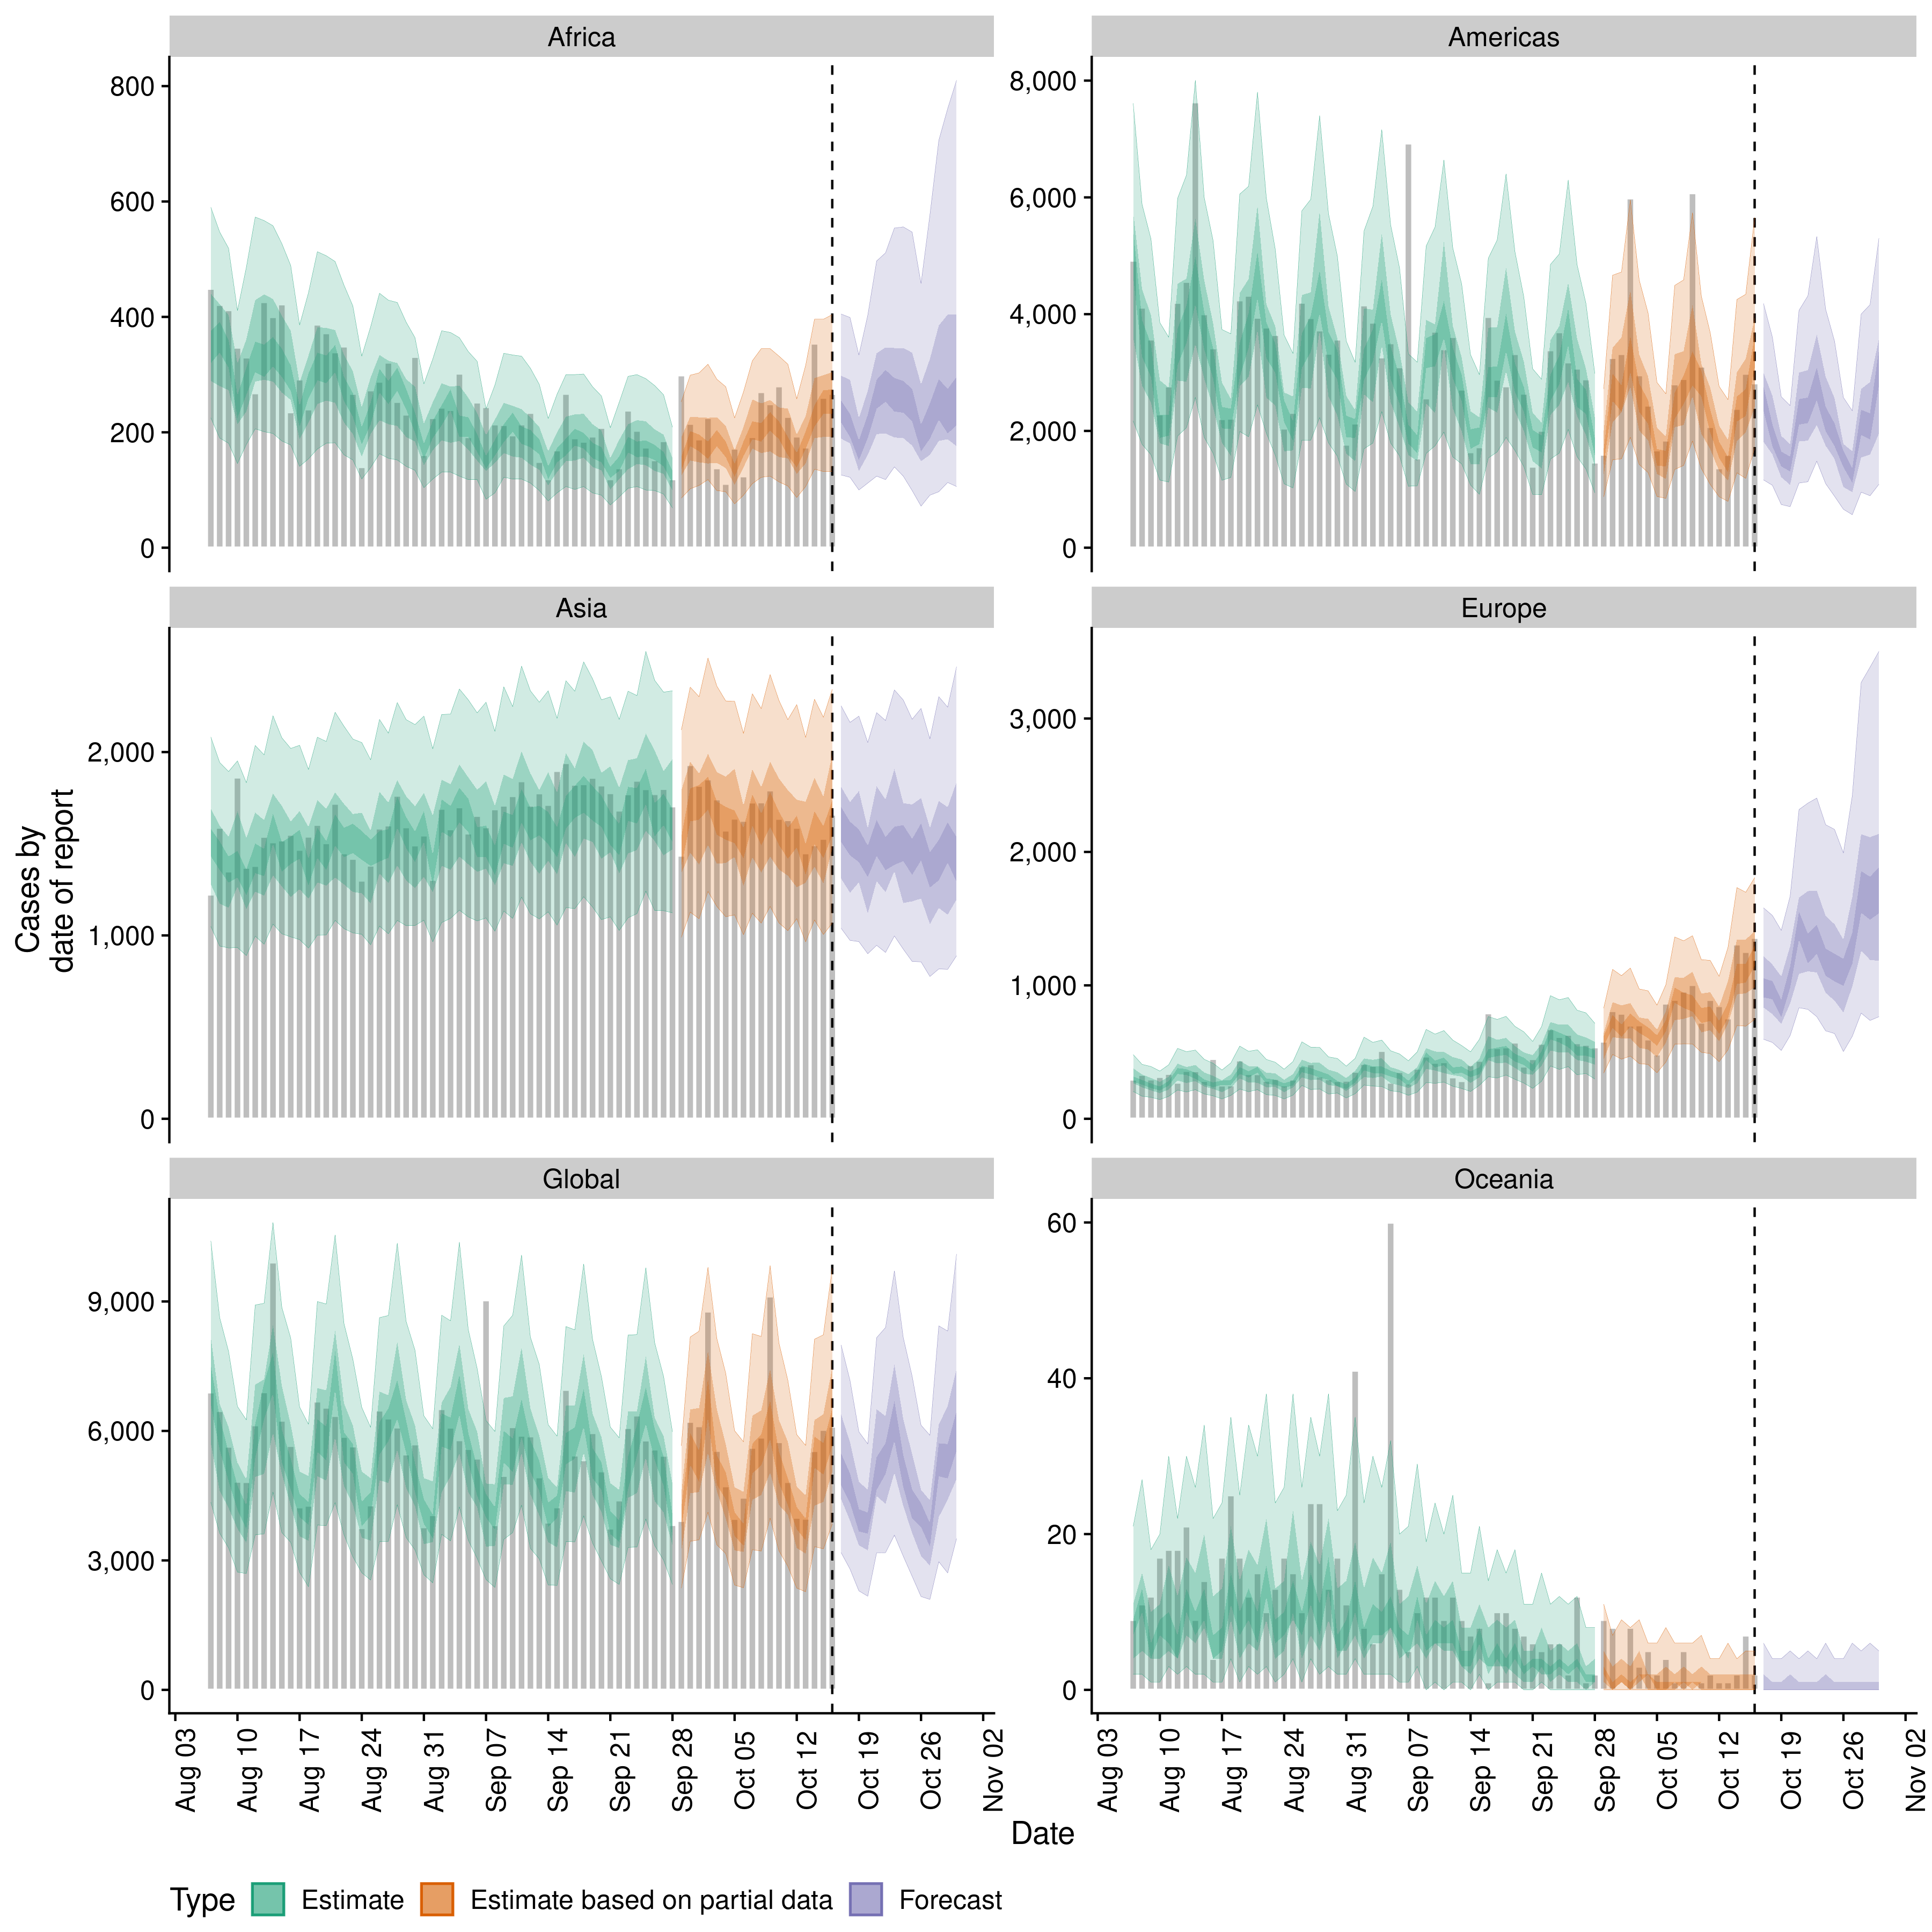 Africa
Americas
800
600
400
200
0
8,000
6,000
4,000
2,000
0
Asia
Europe
2,000
1,000
0
3,000
2,000
1,000
0
Cases by
date of report
Global
Oceania
9,000
6,000
3,000
0
60
40
20
0
Aug 03 Aug 10 Aug 17 Aug 24 Aug 31 Sep 07 Sep 14 Sep 21 Sep 28 Oct 05 Oct 12 Oct 19 Oct 26 Nov 02
Aug 03 Aug 10 Aug 17 Aug 24 Aug 31 Sep 07 Sep 14 Sep 21 Sep 28 Oct 05 Oct 12 Oct 19 Oct 26 Nov 02
Date
Type Estimate Estimate based on partial data Forecast